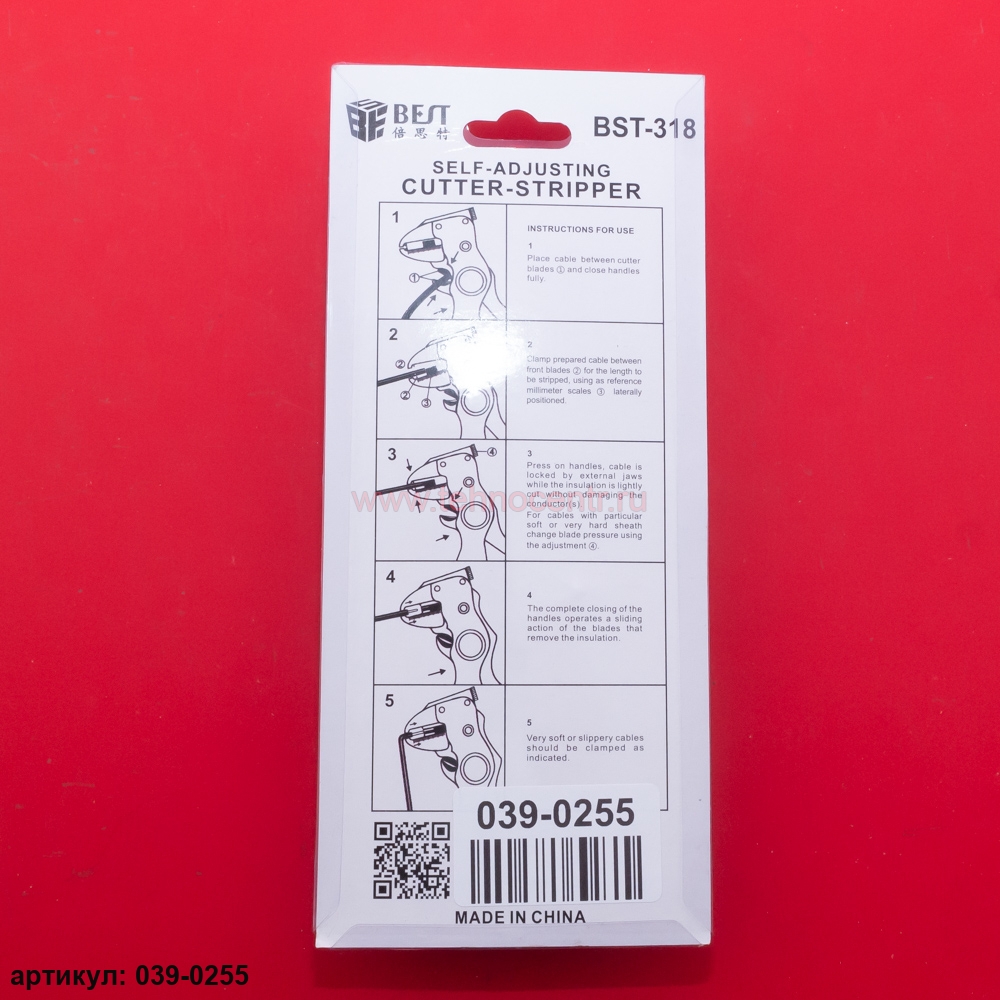 BEST
倍思特
BST-318
SELF-ADJUSTING
CUTTER-STRIPPER
1
①
INSTRUCTIONS FOR USE
1
Place cable between cutter
blades ① and close handles
fully.
2
②
② ③
2
Clamp prepared cable between
front blades ② for the length to
be stripped, using as reference
millimeter scales ③ laterally
positioned.
3
④
3
Press on handles, cable is
locked by external jaws
while the insulation is lightly
cut without damaging the
conductor(s).
For cables with particular
soft or very hard sheath
change blade pressure using
the adjustment ④.
www.tehnocentr.ru
4
4
The complete closing of the
handles operates a sliding
action of the blades that
remove the insulation.
5
5
Very soft or slippery cables
should be clamped as
indicated.
039-0255
MADE IN CHINA
артикул: 039-0255